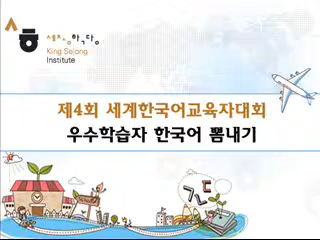 세종학당
King Sejong
Institute
제4회 세계한국어교육자대회
우수학습자 한국어 뽐내기
ㄱㄴㄷ